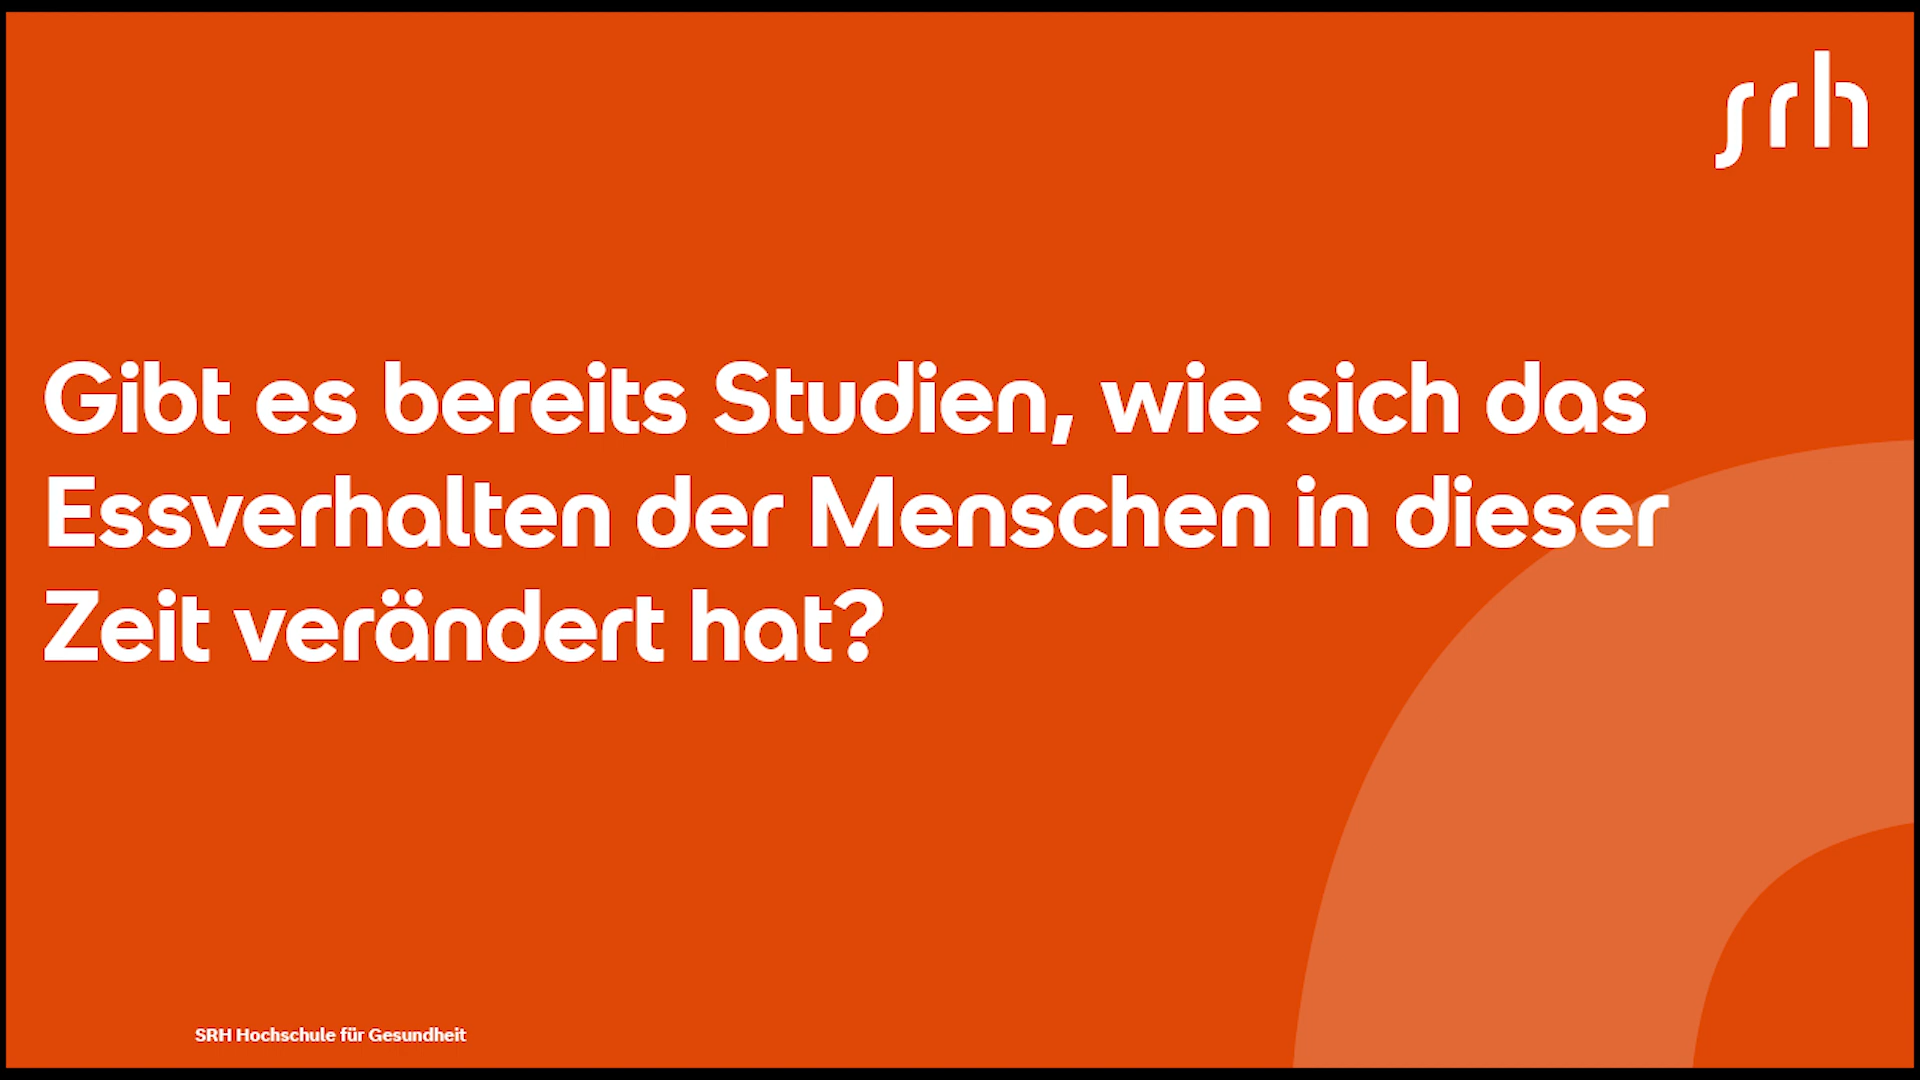 srh
Gibt es bereits Studien, wie sich das
Essverhalten der Menschen in dieser
Zeit verändert hat?
SRH Hochschule für Gesundheit